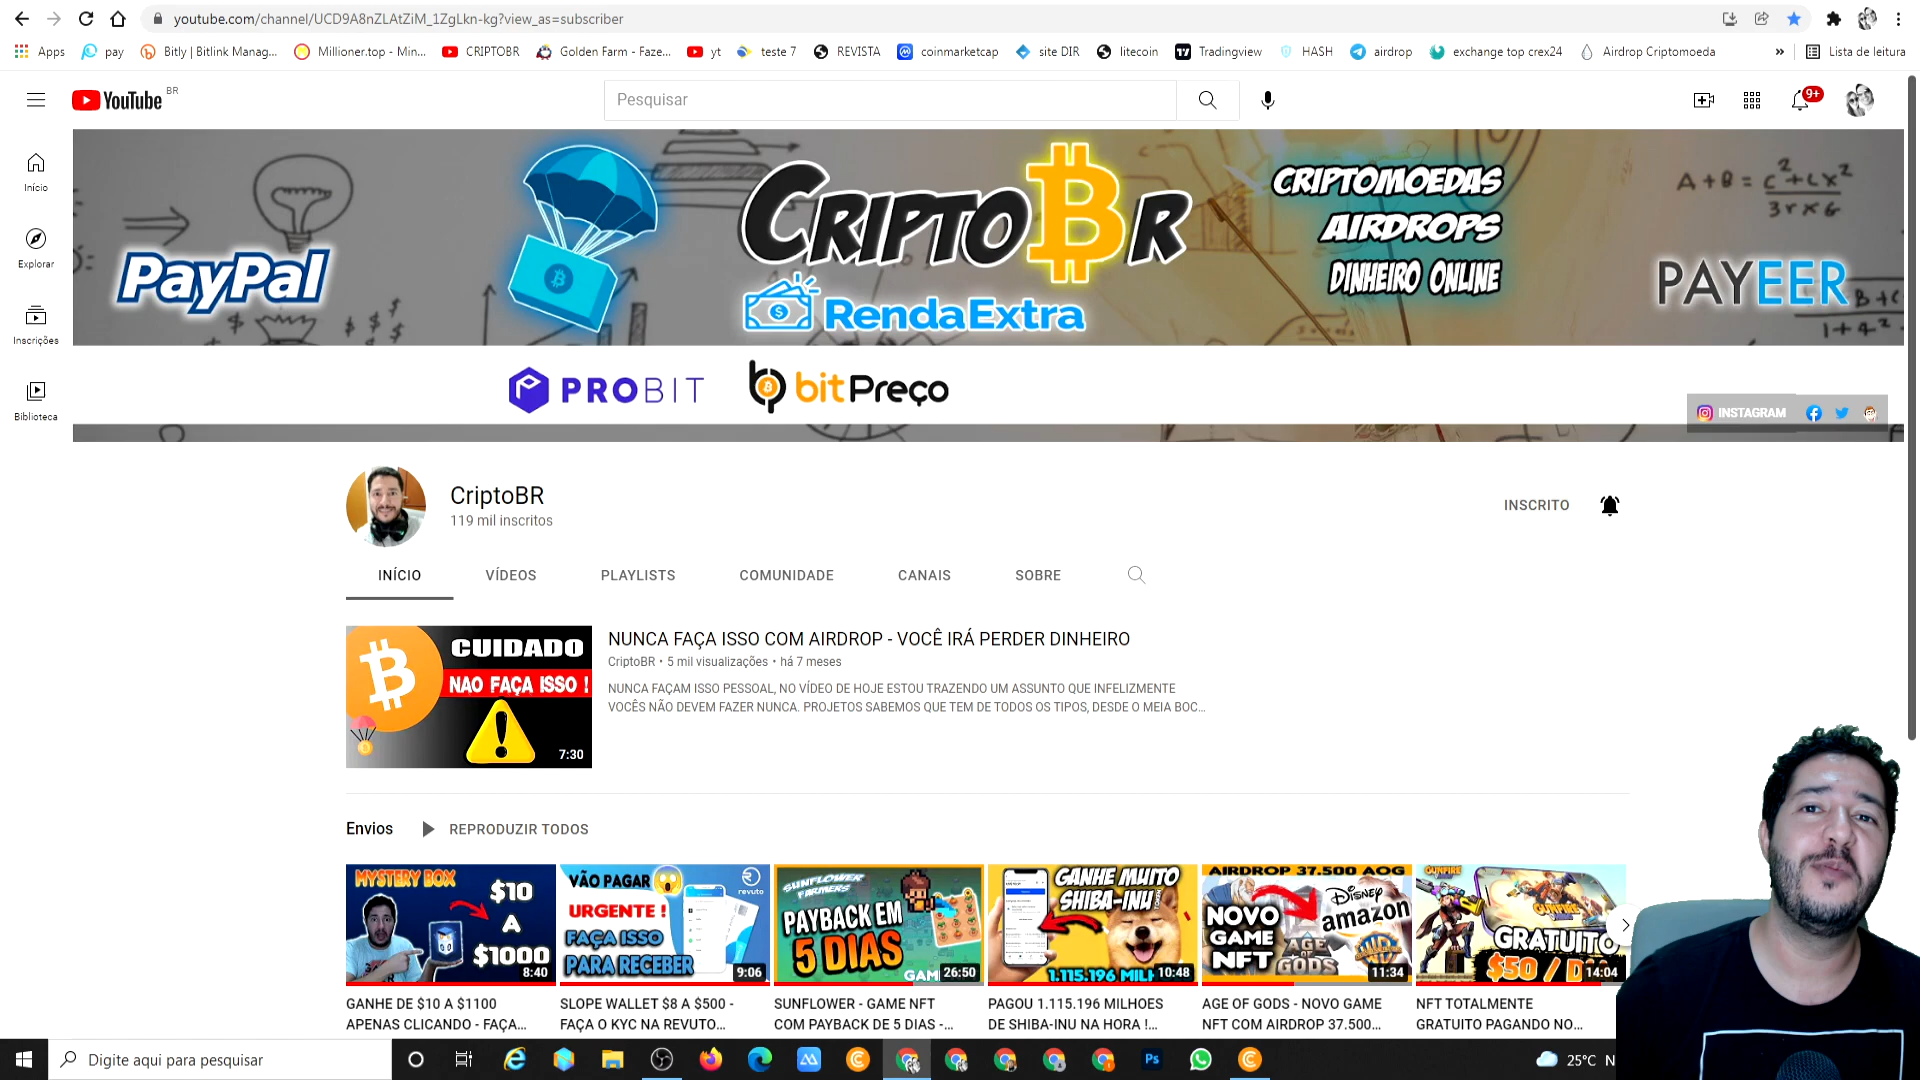 youtube.com/channel/UCD9A8nZLAtZiM_1ZgLkn-kg?view_as=subscriber
Apps pay Bitly | Bitlink Manag... Millioner.top - Min... CRIPTOBR Golden Farm - Faze... yt teste 7 REVISTA coinmarketcap site DIR litecoin Tradingview HASH airdrop exchange top crex24 Airdrop Criptomoeda » Lista de leitura
YouTube BR
Pesquisar
9+
Início
Explorar
Inscrições
Biblioteca
PayPal
CRIPTOBR
RendaExtra
CRIPTOMOEDAS
AIRDROPS
DINHEIRO ONLINE
PAYEER
PROBIT
bitPreço
INSTAGRAM
CriptoBR
119 mil inscritos
INSCRITO
INÍCIO VÍDEOS PLAYLISTS COMUNIDADE CANAIS SOBRE
CUIDADO
NAO FAÇA ISSO !
7:30
NUNCA FAÇA ISSO COM AIRDROP - VOCÊ IRÁ PERDER DINHEIRO
CriptoBR • 5 mil visualizações • há 7 meses
NUNCA FAÇAM ISSO PESSOAL, NO VÍDEO DE HOJE ESTOU TRAZENDO UM ASSUNTO QUE INFELIZMENTE
VOCÊS NÃO DEVEM FAZER NUNCA. PROJETOS SABEMOS QUE TEM DE TODOS OS TIPOS, DESDE O MEIA BOC...
Envios REPRODUZIR TODOS
MYSTERY BOX
$10
A
$1000
8:40
GANHE DE $10 A $1100
APENAS CLICANDO - FAÇA...
VÃO PAGAR
URGENTE !
FAÇA ISSO
PARA RECEBER
revuto
9:06
SLOPE WALLET $8 A $500 -
FAÇA O KYC NA REVUTO...
SUNFLOWER
FARMERS
PAYBACK EM
5 DIAS
GAM
26:50
SUNFLOWER - GAME NFT
COM PAYBACK DE 5 DIAS -...
GANHE MUITO
SHIBA-INU
1.115.196 MILH
10:48
PAGOU 1.115.196 MILHOES
DE SHIBA-INU NA HORA !...
AIRDROP 37.500 AOG
NOVO
GAME
NFT
Disney
amazon
WB
AGE OF
GODS
11:34
AGE OF GODS - NOVO GAME
NFT COM AIRDROP 37.500...
GUNFIRE
GRATUITO
$50 / D
14:04
NFT TOTALMENTE
GRATUITO PAGANDO NO...
Digite aqui para pesquisar
Ps
25°C N